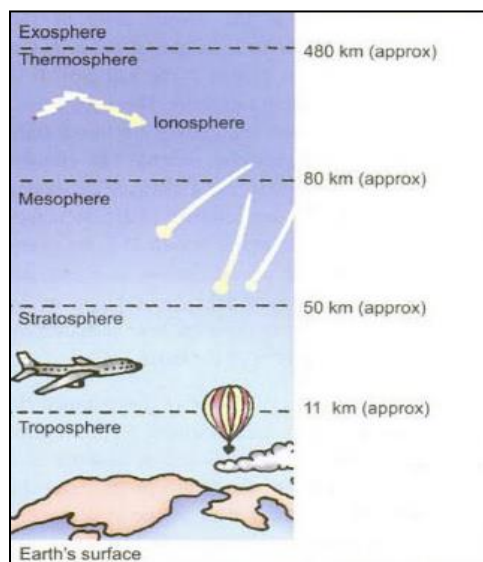 Exosphere
480 km (approx)
Thermosphere
Ionosphere
80 km (approx)
Mesophere
50 km (approx)
Stratosphere
11 km (approx)
Troposphere
Earth's surface